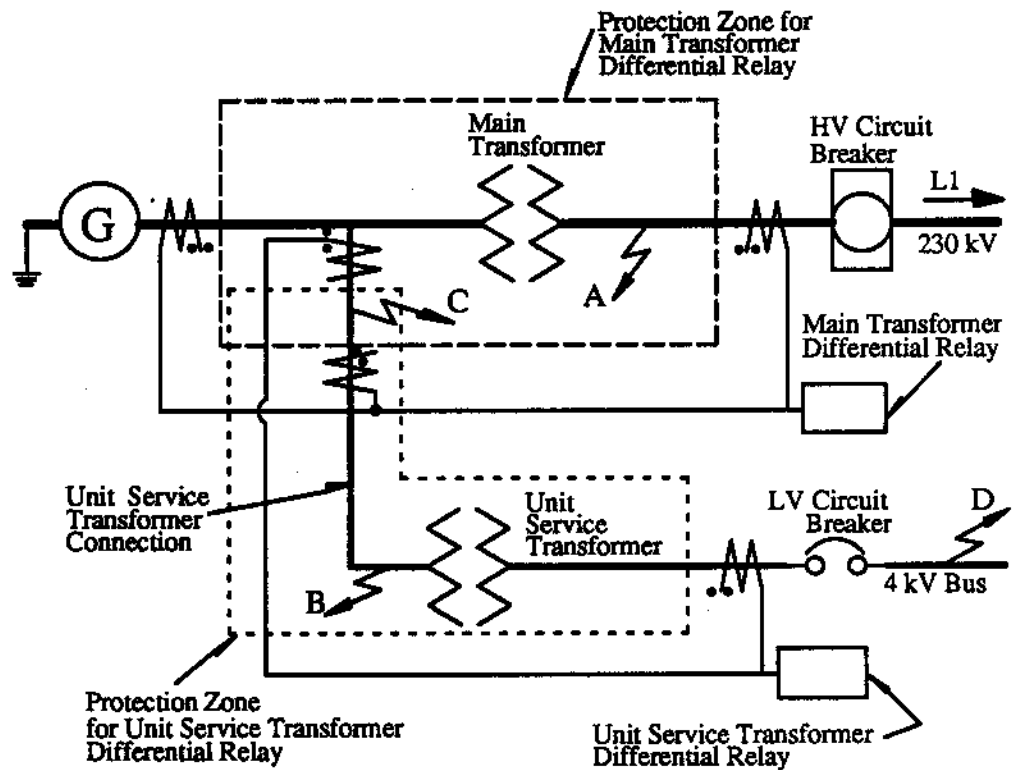 Protection Zone for
Main Transformer
Differential Relay
Main
Transformer
HV Circuit
Breaker
L1
G
230 kV
A
C
Main Transformer
Differential Relay
Unit Service
Transformer
Connection
Unit
Service
Transformer
LV Circuit
Breaker
D
B
4 kV Bus
Protection Zone
for Unit Service Transformer
Differential Relay
Unit Service Transformer
Differential Relay